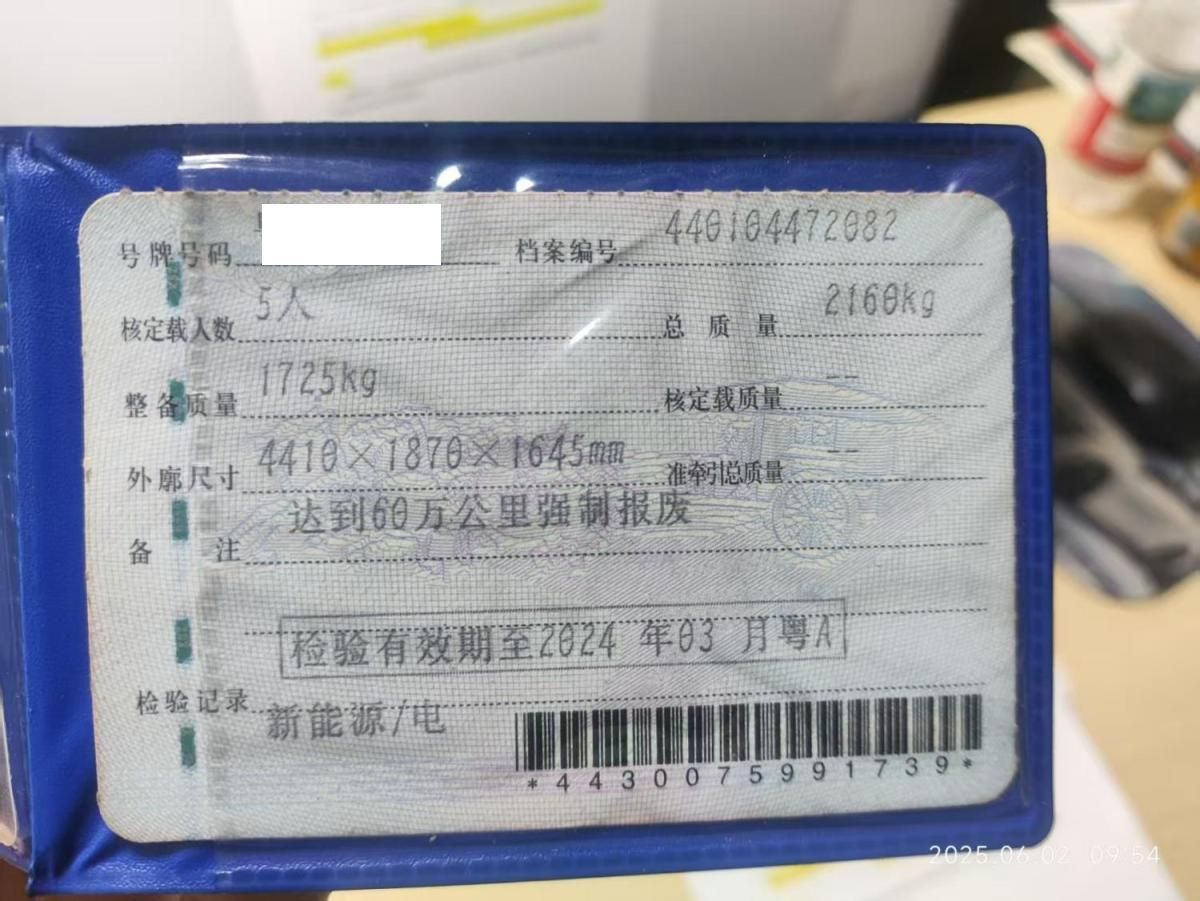 号牌号码
档案编号 440104472082
核定载人数 5人 总质量 2160kg
整备质量 1725kg 核定载质量 --
外廓尺寸 4410×1870×1645mm 准牵引总质量 --
备注 达到60万公里强制报废
检验有效期至2024 年03 月粤A
检验记录 新能源/电
*4430075991739*
2025.06.02 09:54